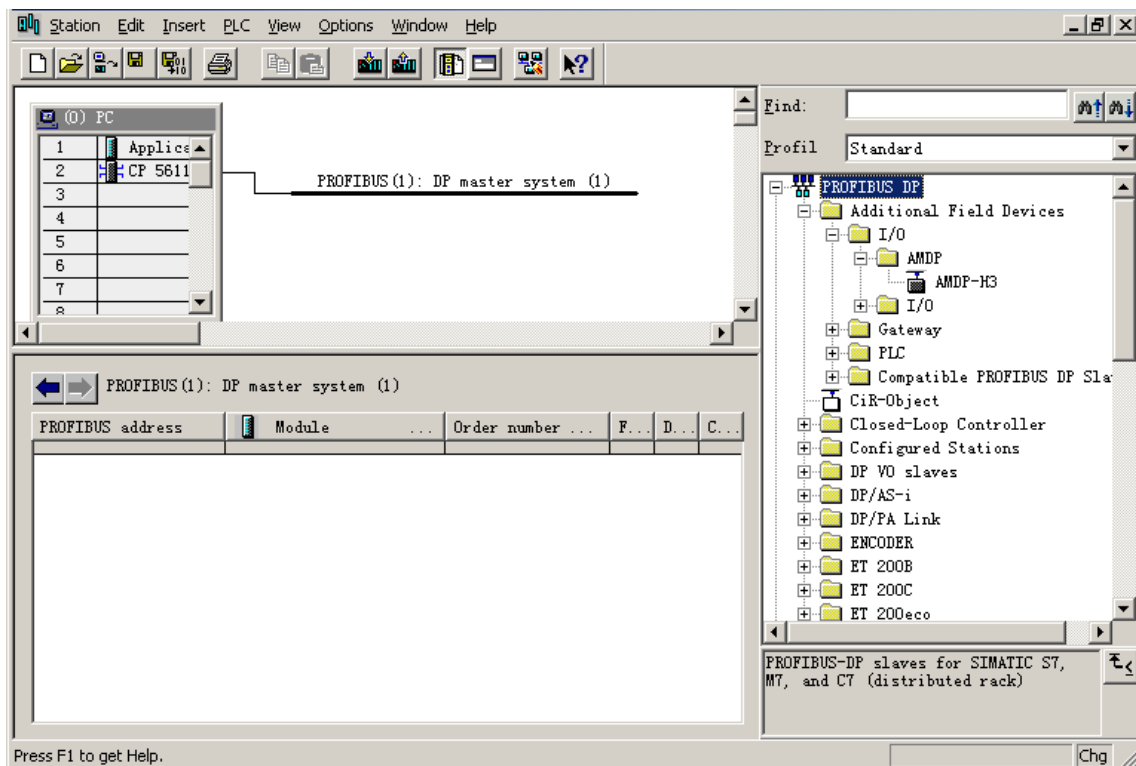 Station Edit Insert PLC View Options Window Help
(0) PC
1 Applica
2 CP 5611
3
4
5
6
7
8
PROFIBUS(1): DP master system (1)
PROFIBUS(1): DP master system (1)
PROFIBUS address Module ... Order number ... F... D... C...
Find:
Profil Standard
PROFIBUS DP
Additional Field Devices
I/O
AMDP
AMDP-H3
I/O
Gateway
PLC
Compatible PROFIBUS DP Sla
CiR-Object
Closed-Loop Controller
Configured Stations
DP V0 slaves
DP/AS-i
DP/PA Link
ENCODER
ET 200B
ET 200C
ET 200eco
PROFIBUS-DP slaves for SIMATIC S7,
M7, and C7 (distributed rack)
Press F1 to get Help.
Chg